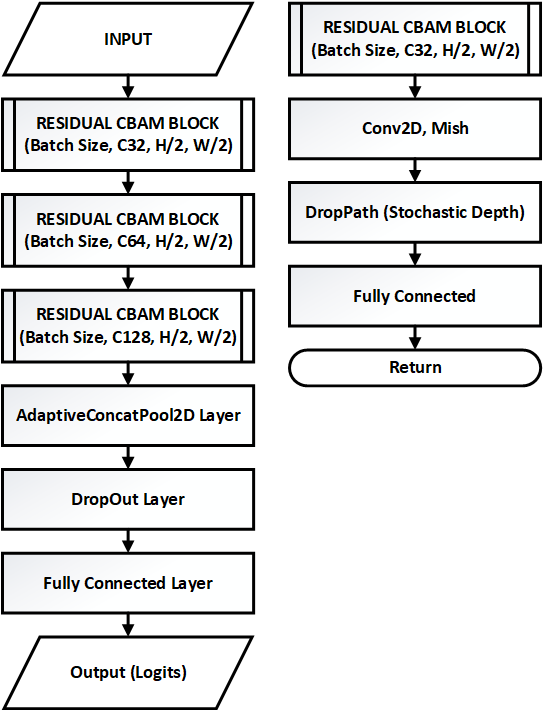 INPUT
RESIDUAL CBAM BLOCK
(Batch Size, C32, H/2, W/2)
RESIDUAL CBAM BLOCK
(Batch Size, C64, H/2, W/2)
RESIDUAL CBAM BLOCK
(Batch Size, C128, H/2, W/2)
AdaptiveConcatPool2D Layer
DropOut Layer
Fully Connected Layer
Output (Logits)
RESIDUAL CBAM BLOCK
(Batch Size, C32, H/2, W/2)
Conv2D, Mish
DropPath (Stochastic Depth)
Fully Connected
Return